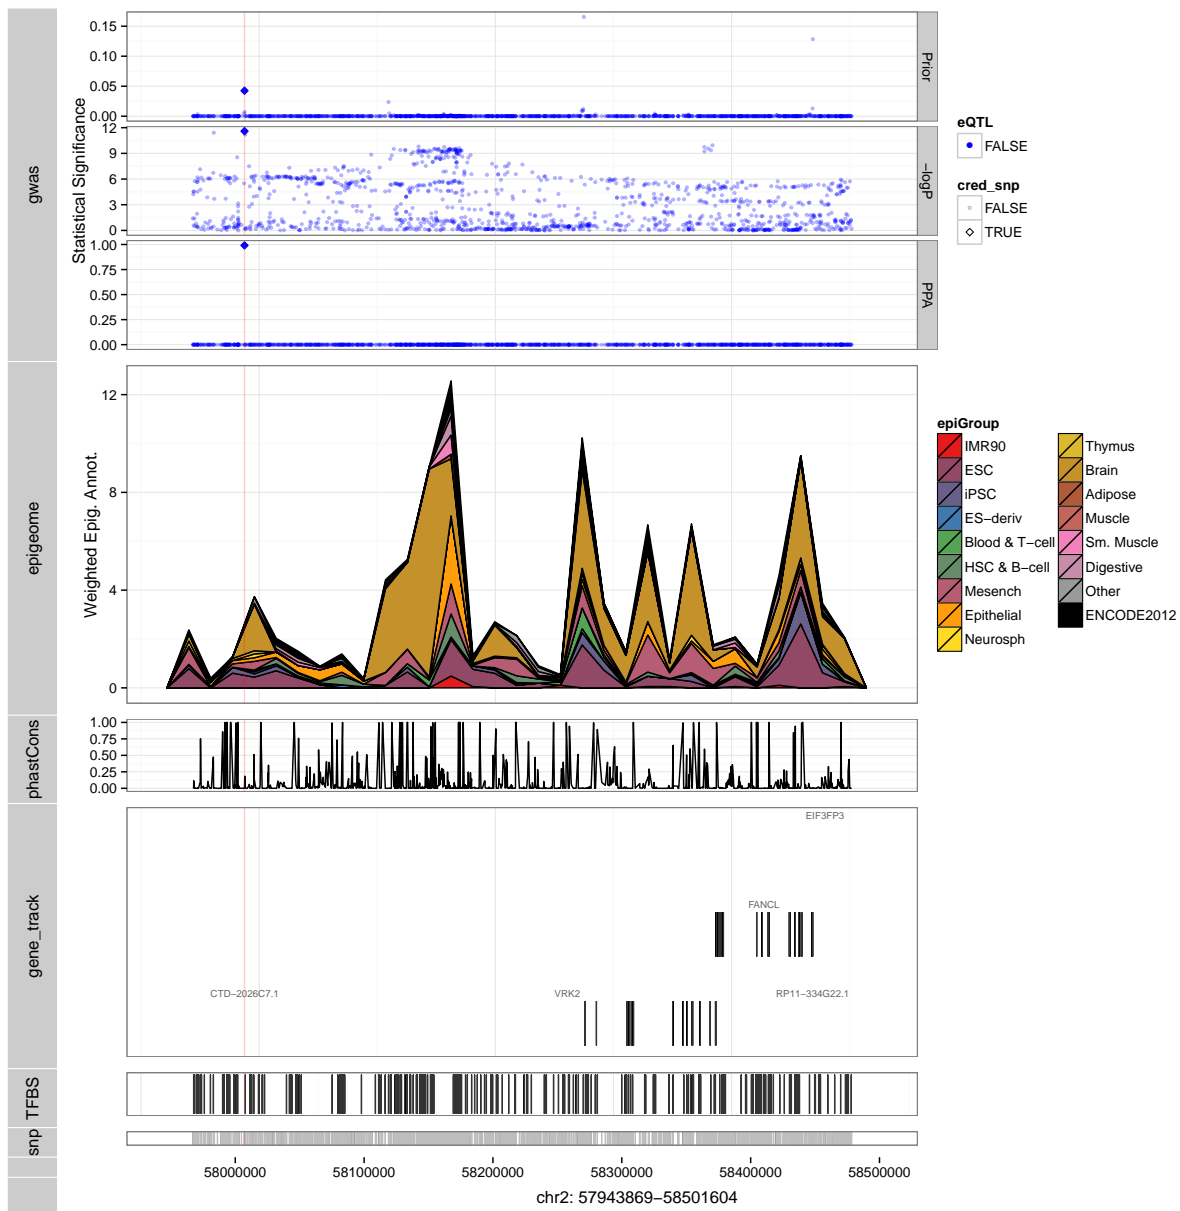 gwas
Statistical Significance
0.15
0.10
0.05
0.00
Prior
12
9
6
3
0
−logP
1.00
0.75
0.50
0.25
0.00
PPA
eQTL
FALSE
cred_snp
FALSE
TRUE
epigeome
Weighted Epig. Annot.
12
8
4
0
epiGroup
IMR90
ESC
iPSC
ES−deriv
Blood & T−cell
HSC & B−cell
Mesench
Epithelial
Neurosph
Thymus
Brain
Adipose
Muscle
Sm. Muscle
Digestive
Other
ENCODE2012
phastCons
1.00
0.75
0.50
0.25
0.00
gene_track
EIF3FP3
FANCL
CTD−2026C7.1
VRK2
RP11−334G22.1
TFBS
snp
58000000
58100000
58200000
58300000
58400000
58500000
chr2: 57943869−58501604